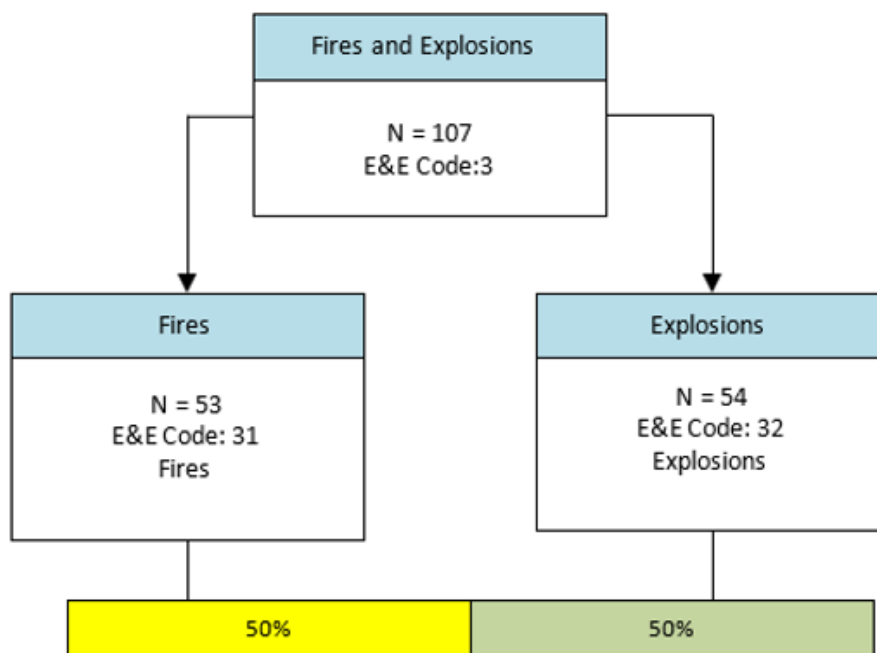 Fires and Explosions
N = 107
E&E Code:3
Fires
N = 53
E&E Code: 31
Fires
Explosions
N = 54
E&E Code: 32
Explosions
50%
50%